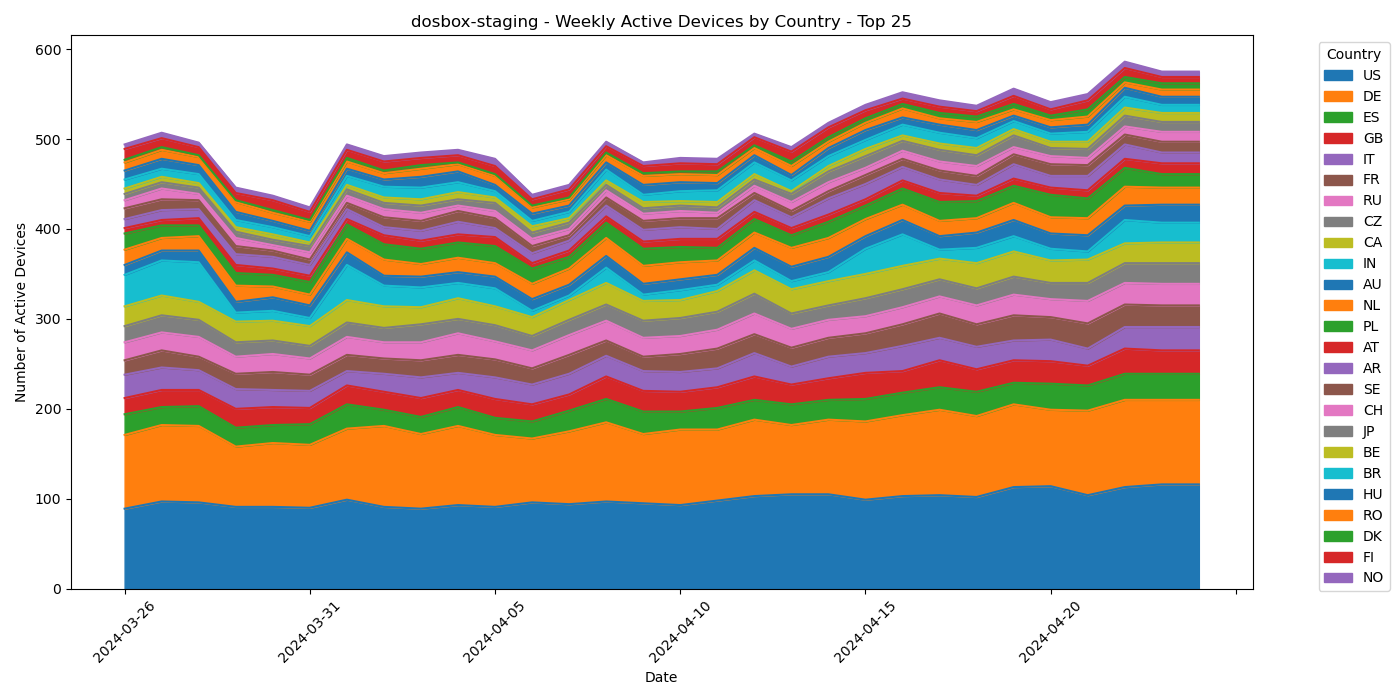 dosbox-staging - Weekly Active Devices by Country - Top 25
Number of Active Devices
600
500
400
300
200
100
0
2024-03-26
2024-03-31
2024-04-05
2024-04-10
2024-04-15
2024-04-20
Date
Country
US
DE
ES
GB
IT
FR
RU
CZ
CA
IN
AU
NL
PL
AT
AR
SE
CH
JP
BE
BR
HU
RO
DK
FI
NO